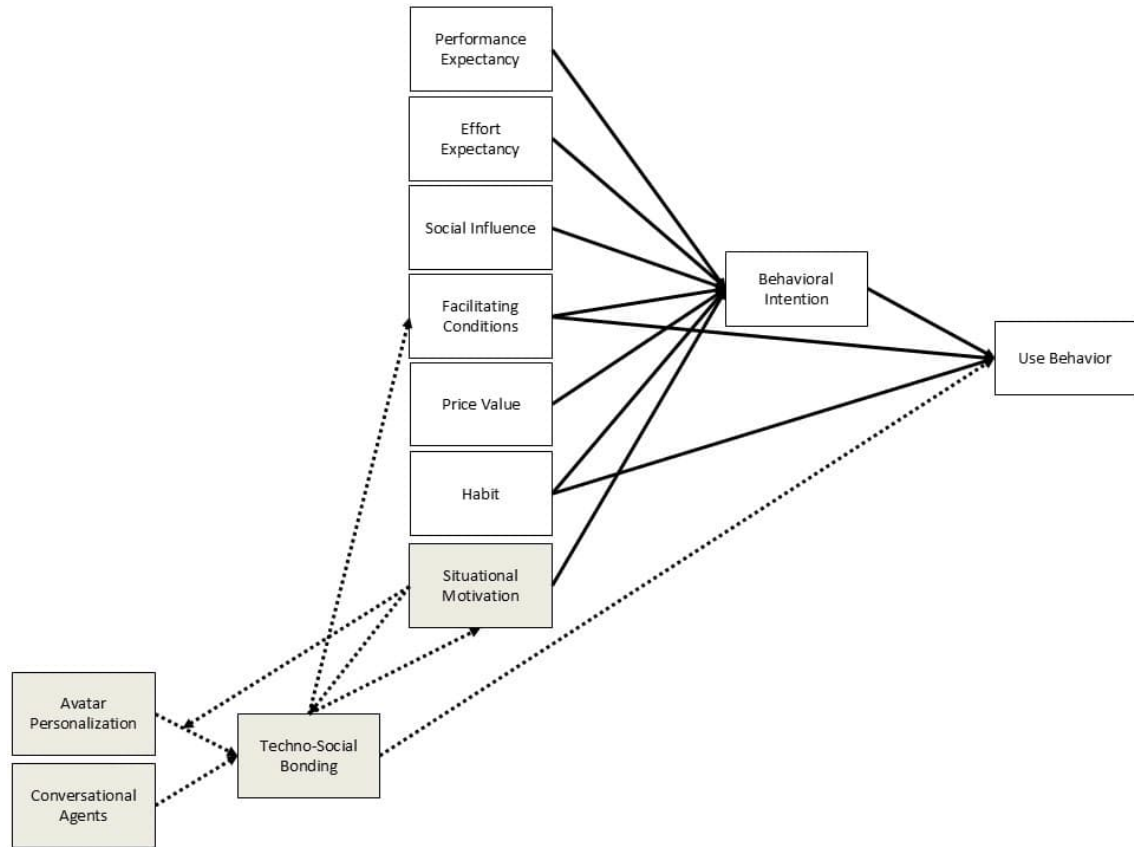 Performance
Expectancy
Effort
Expectancy
Social Influence
Facilitating
Conditions
Price Value
Habit
Situational
Motivation
Behavioral
Intention
Use Behavior
Avatar
Personalization
Conversational
Agents
Techno-Social
Bonding